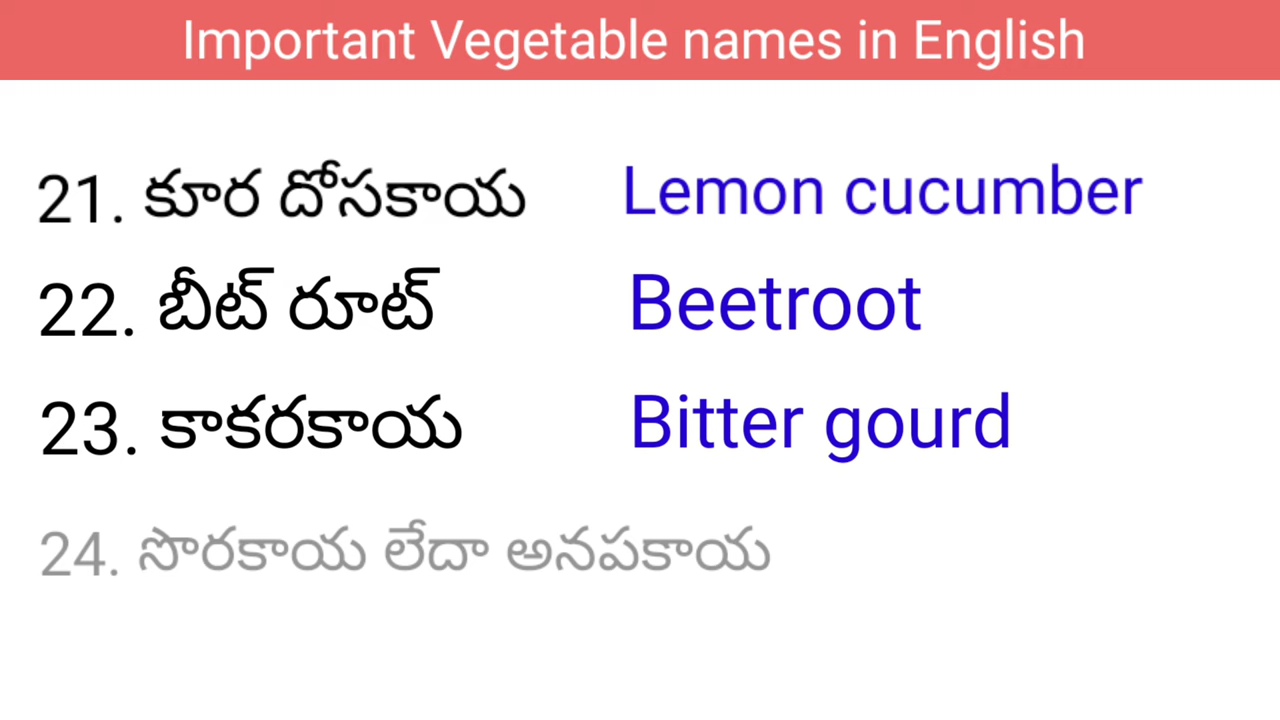 Important Vegetable names in English
21. కూర దోసకాయ Lemon cucumber
22. బీట్ రూట్ Beetroot
23. కాకరకాయ Bitter gourd
24. సొరకాయ లేదా అనపకాయ